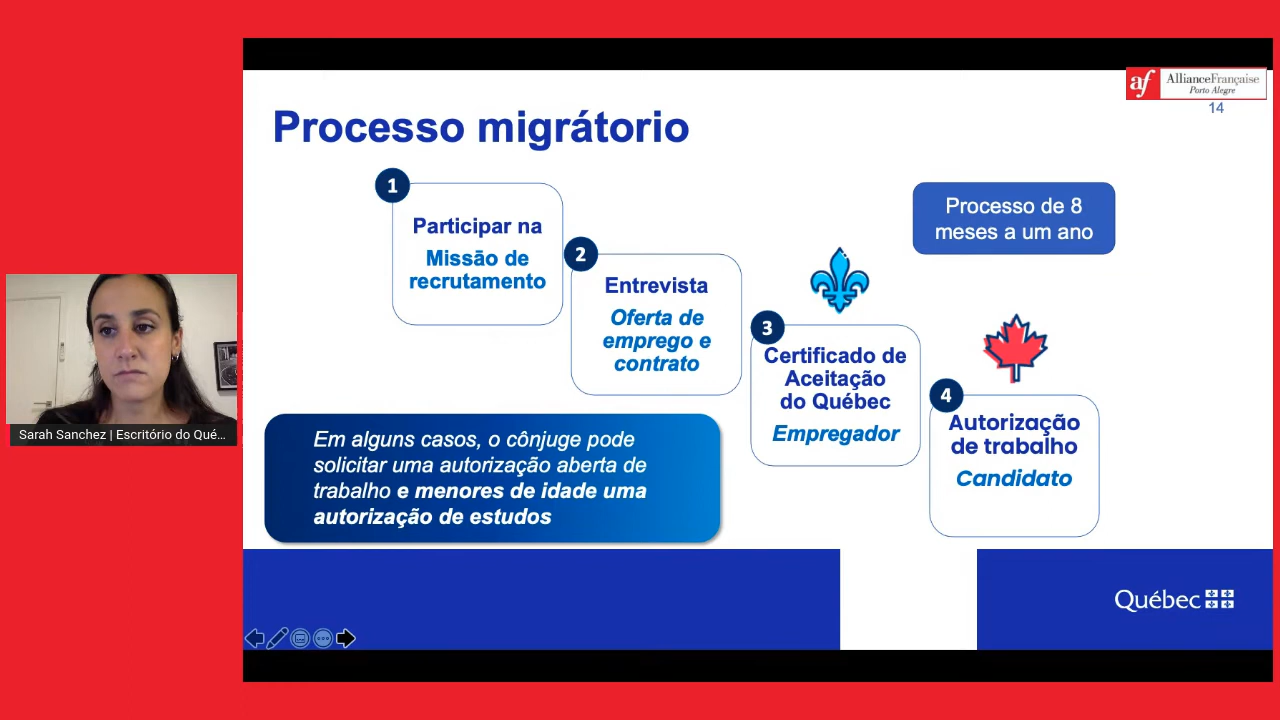 af AllianceFrançaise
Porto Alegre
14
Processo migrátorio
1
Participar na
Missão de
recrutamento
2
Entrevista
Oferta de
emprego e
contrato
3
Certificado de
Aceitação
do Québec
Empregador
4
Autorização
de trabalho
Candidato
Processo de 8
meses a um ano
Em alguns casos, o cônjuge pode
solicitar uma autorização aberta de
trabalho e menores de idade uma
autorização de estudos
Sarah Sanchez | Escritório do Qué...
Québec